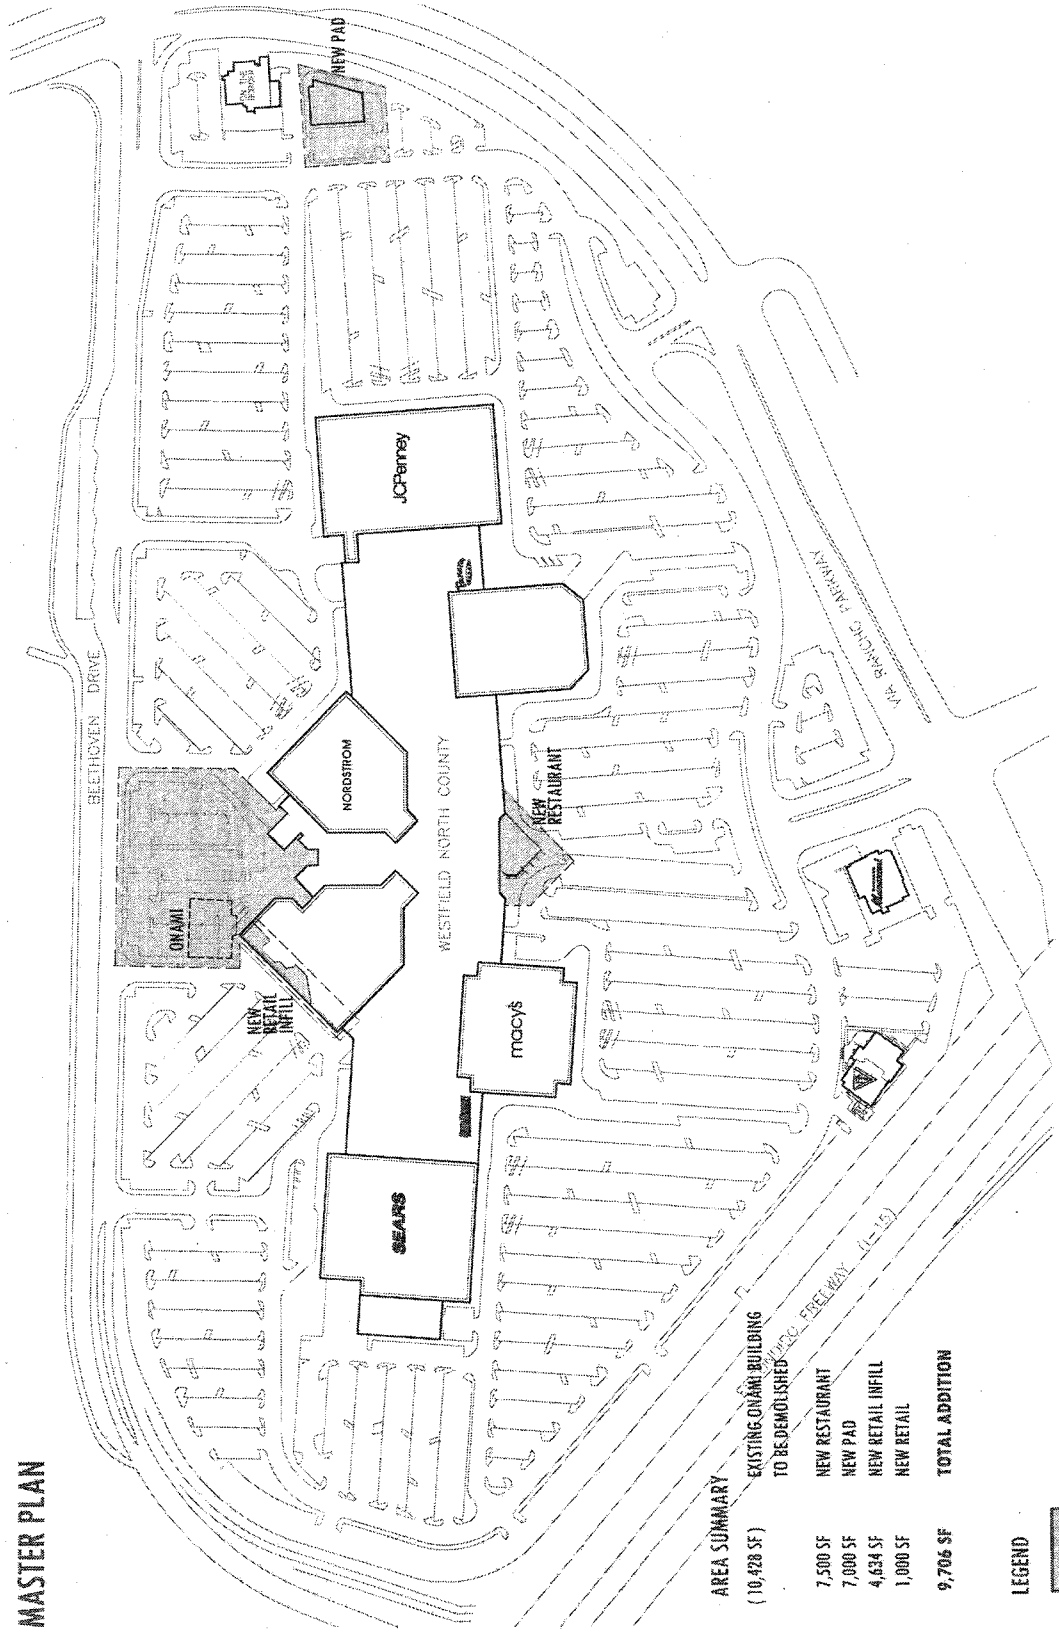 MASTER PLAN
BEETHOVEN DRIVE
NEW PAD
ONAMI
NEW
RETAIL
INFILL
NORDSTROM
JCPenney
WESTFIELD NORTH COUNTY
NEW
RESTAURANT
macy's
SEARS
VIA RANCHO PARKWAY
FREEWAY (I-15)
AREA SUMMARY
(10,428 SF) EXISTING ONAMI BUILDING
TO BE DEMOLISHED
7,500 SF NEW RESTAURANT
7,000 SF NEW PAD
4,634 SF NEW RETAIL INFILL
1,000 SF NEW RETAIL
9,706 SF TOTAL ADDITION
LEGEND